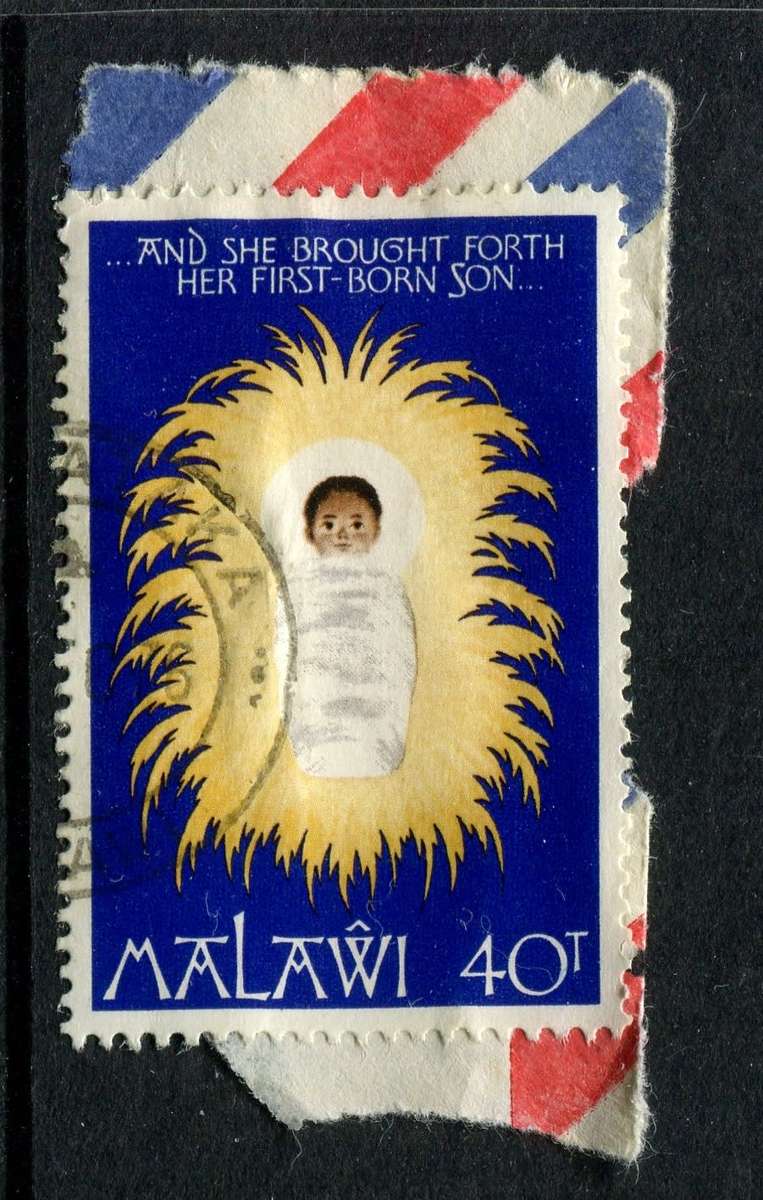 ...AND SHE BROUGHT FORTH
HER FIRST-BORN SON...
MALAŴI 40T